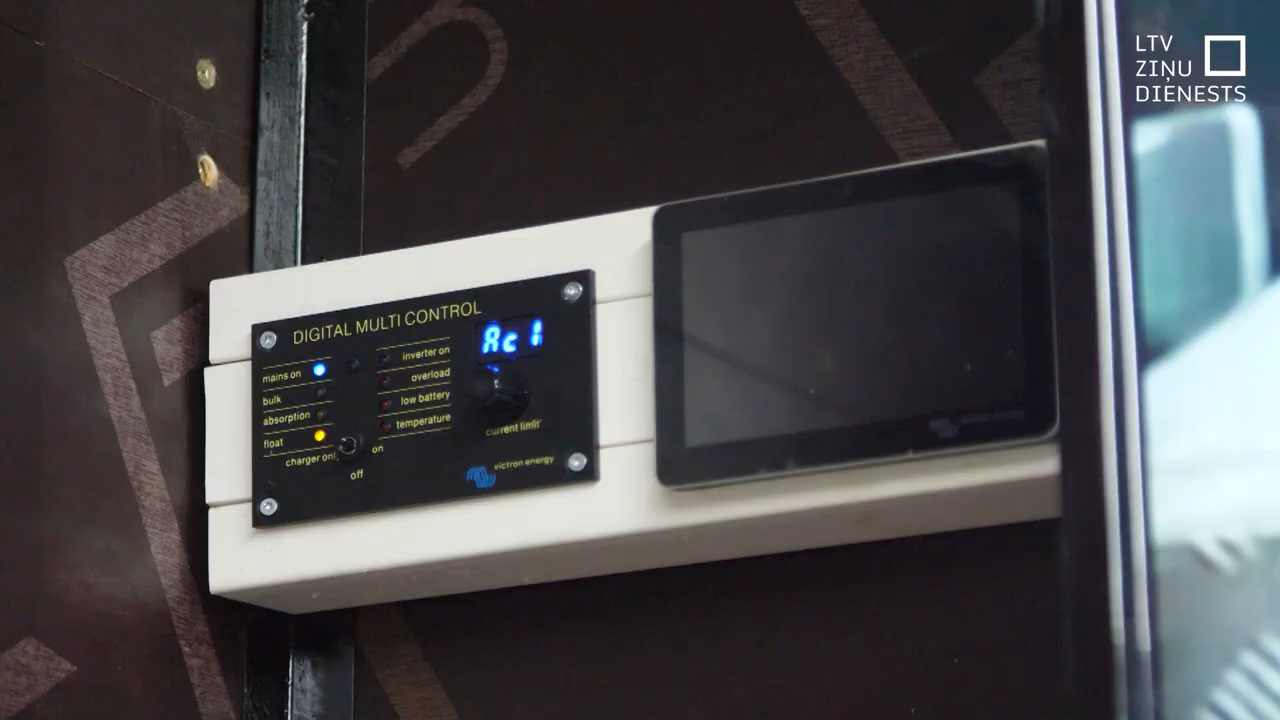 LTV
ZIŅU
DIENESTS
DIGITAL MULTI CONTROL
Ac 1
mains on
bulk
absorption
float
inverter on
overload
low battery
temperature
charger only
on
off
current limit
victron energy